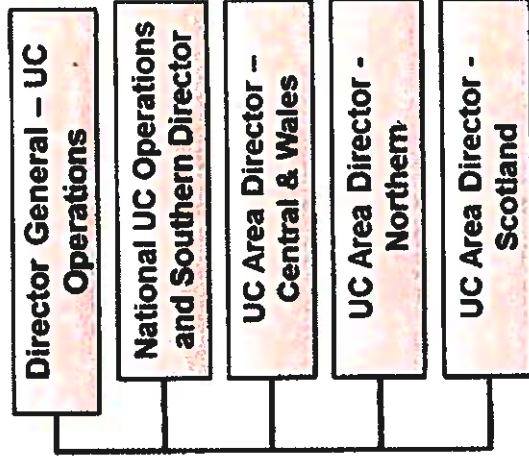 Director General – UC
Operations
National UC Operations
and Southern Director
UC Area Director –
Central & Wales
UC Area Director -
Northern
UC Area Director -
Scotland